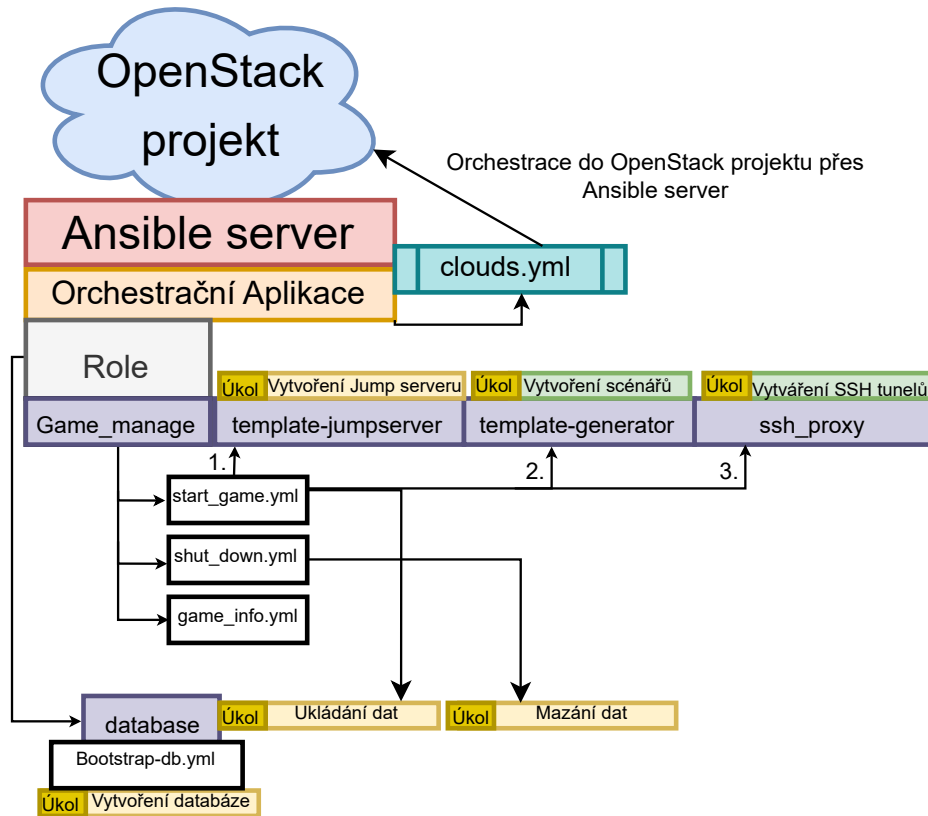 OpenStack
projekt
Orchestrace do OpenStack projektu přes
Ansible server
Ansible server
clouds.yml
Orchestrační Aplikace
Role
Úkol Vytvoření Jump serveru
Úkol Vytvoření scénářů
Úkol Vytváření SSH tunelů
Game_manage
template-jumpserver
template-generator
ssh_proxy
1.
2.
3.
start_game.yml
shut_down.yml
game_info.yml
database
Úkol Ukládání dat
Úkol Mazání dat
Bootstrap-db.yml
Úkol Vytvoření databáze